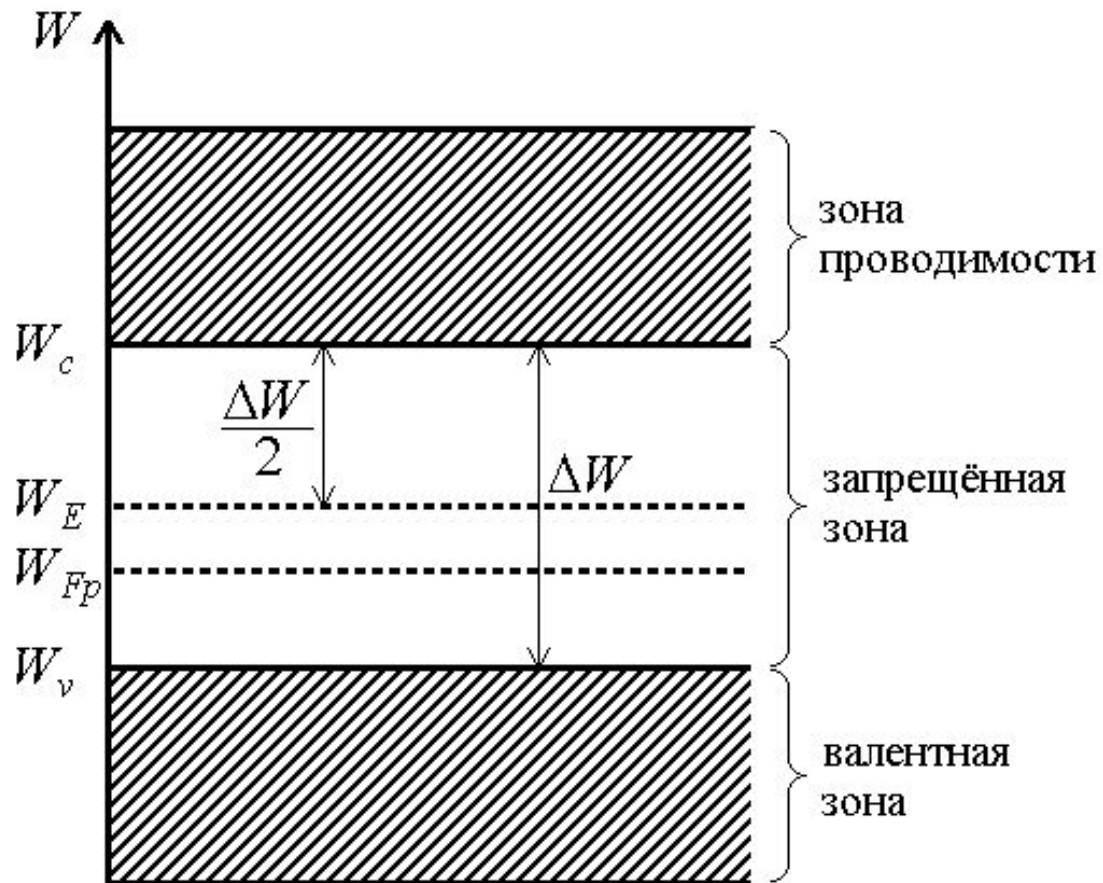 W
зона
проводимости
W_c
ΔW/2
ΔW
W_E
запрещённая
зона
W_Fp
W_v
валентная
зона